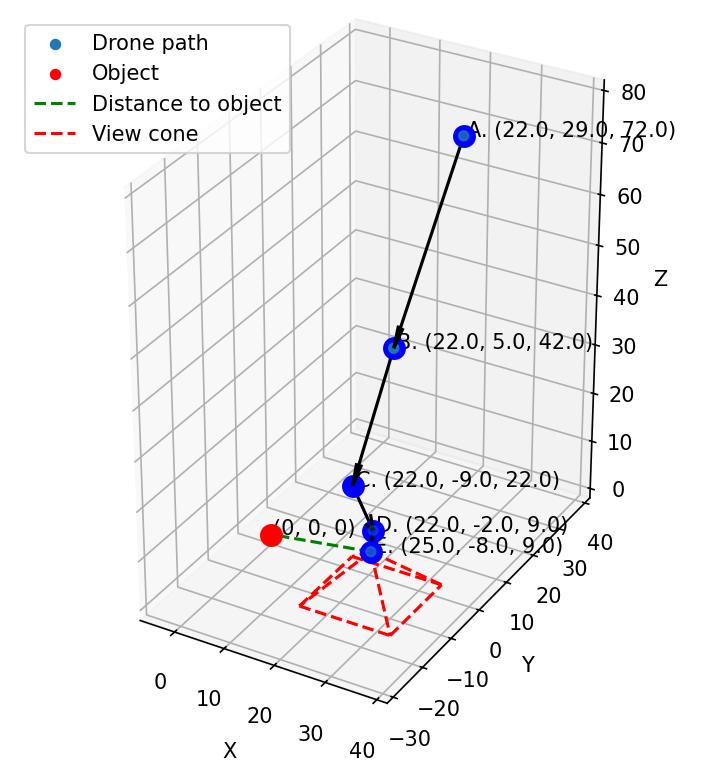 Drone path
Object
Distance to object
View cone
80
A. (22.0, 29.0, 72.0)
70
60
50
Z
40
B. (22.0, 5.0, 42.0)
30
20
10
C. (22.0, -9.0, 22.0)
0
(0, 0, 0)
D. (22.0, -2.0, 9.0)
E. (25.0, -8.0, 9.0)
40
30
20
10
0
Y
−10
−20
−30
0
10
20
30
40
X